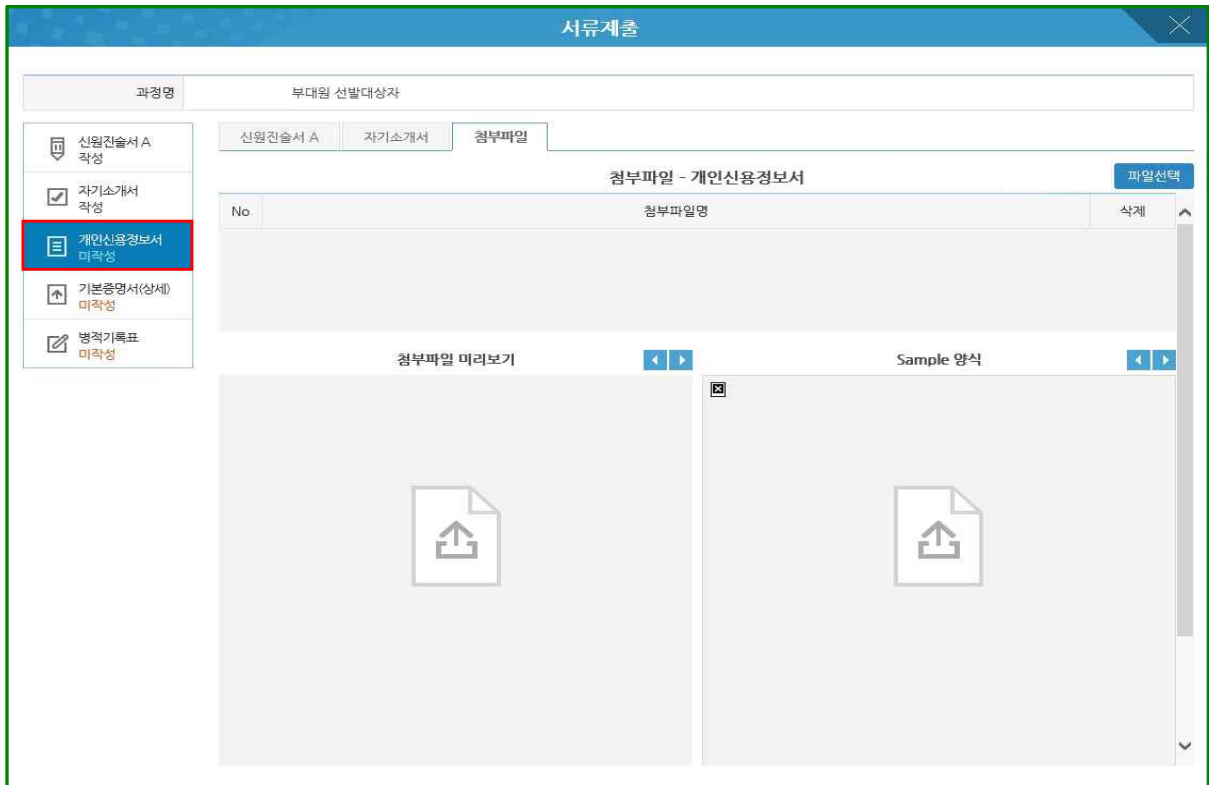 서류제출
과정명 부대원 선발대상자
신원진술서 A
작성
자기소개서
작성
개인신용정보서
미작성
기본증명서(상세)
미작성
병적기록표
미작성
신원진술서 A 자기소개서 첨부파일
첨부파일 - 개인신용정보서 파일선택
No 첨부파일명 삭제
첨부파일 미리보기 Sample 양식